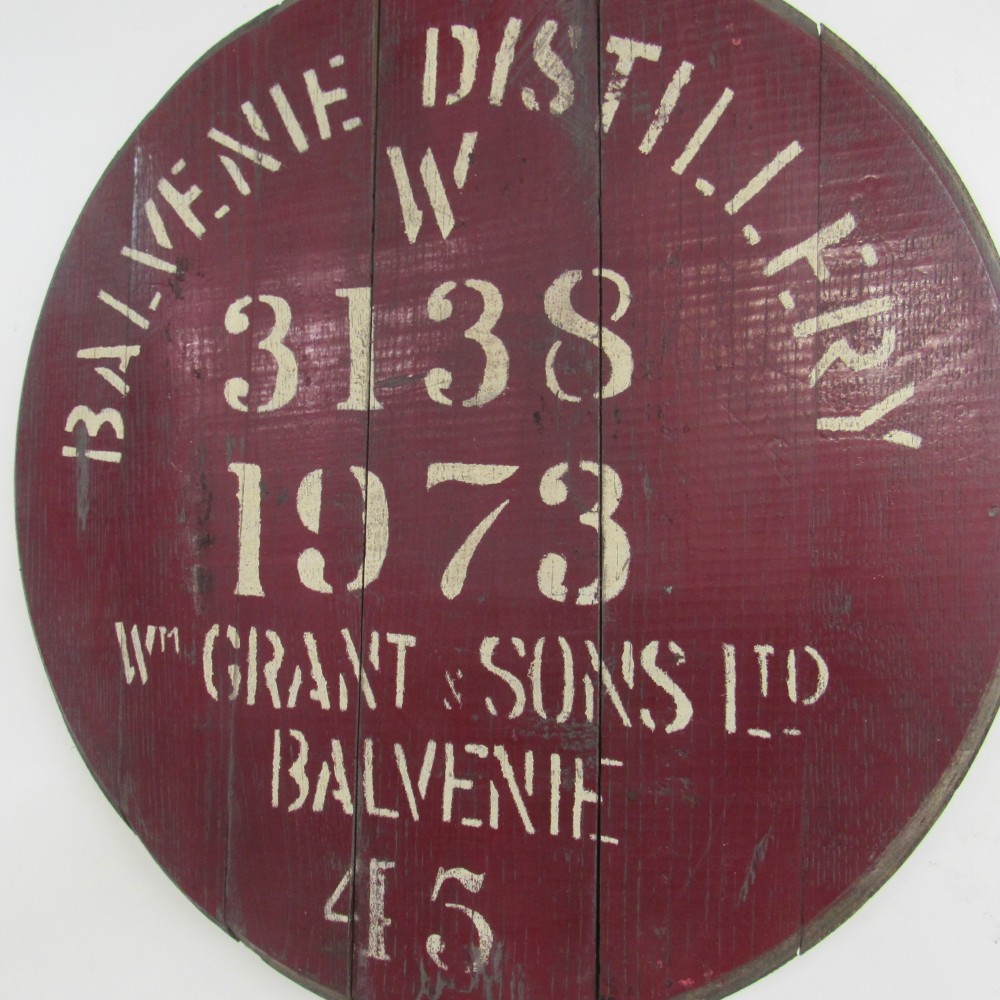 BALVENIE DISTILLERY
W
3138
1973
WM GRANT & SONS LTD
BALVENIE
45